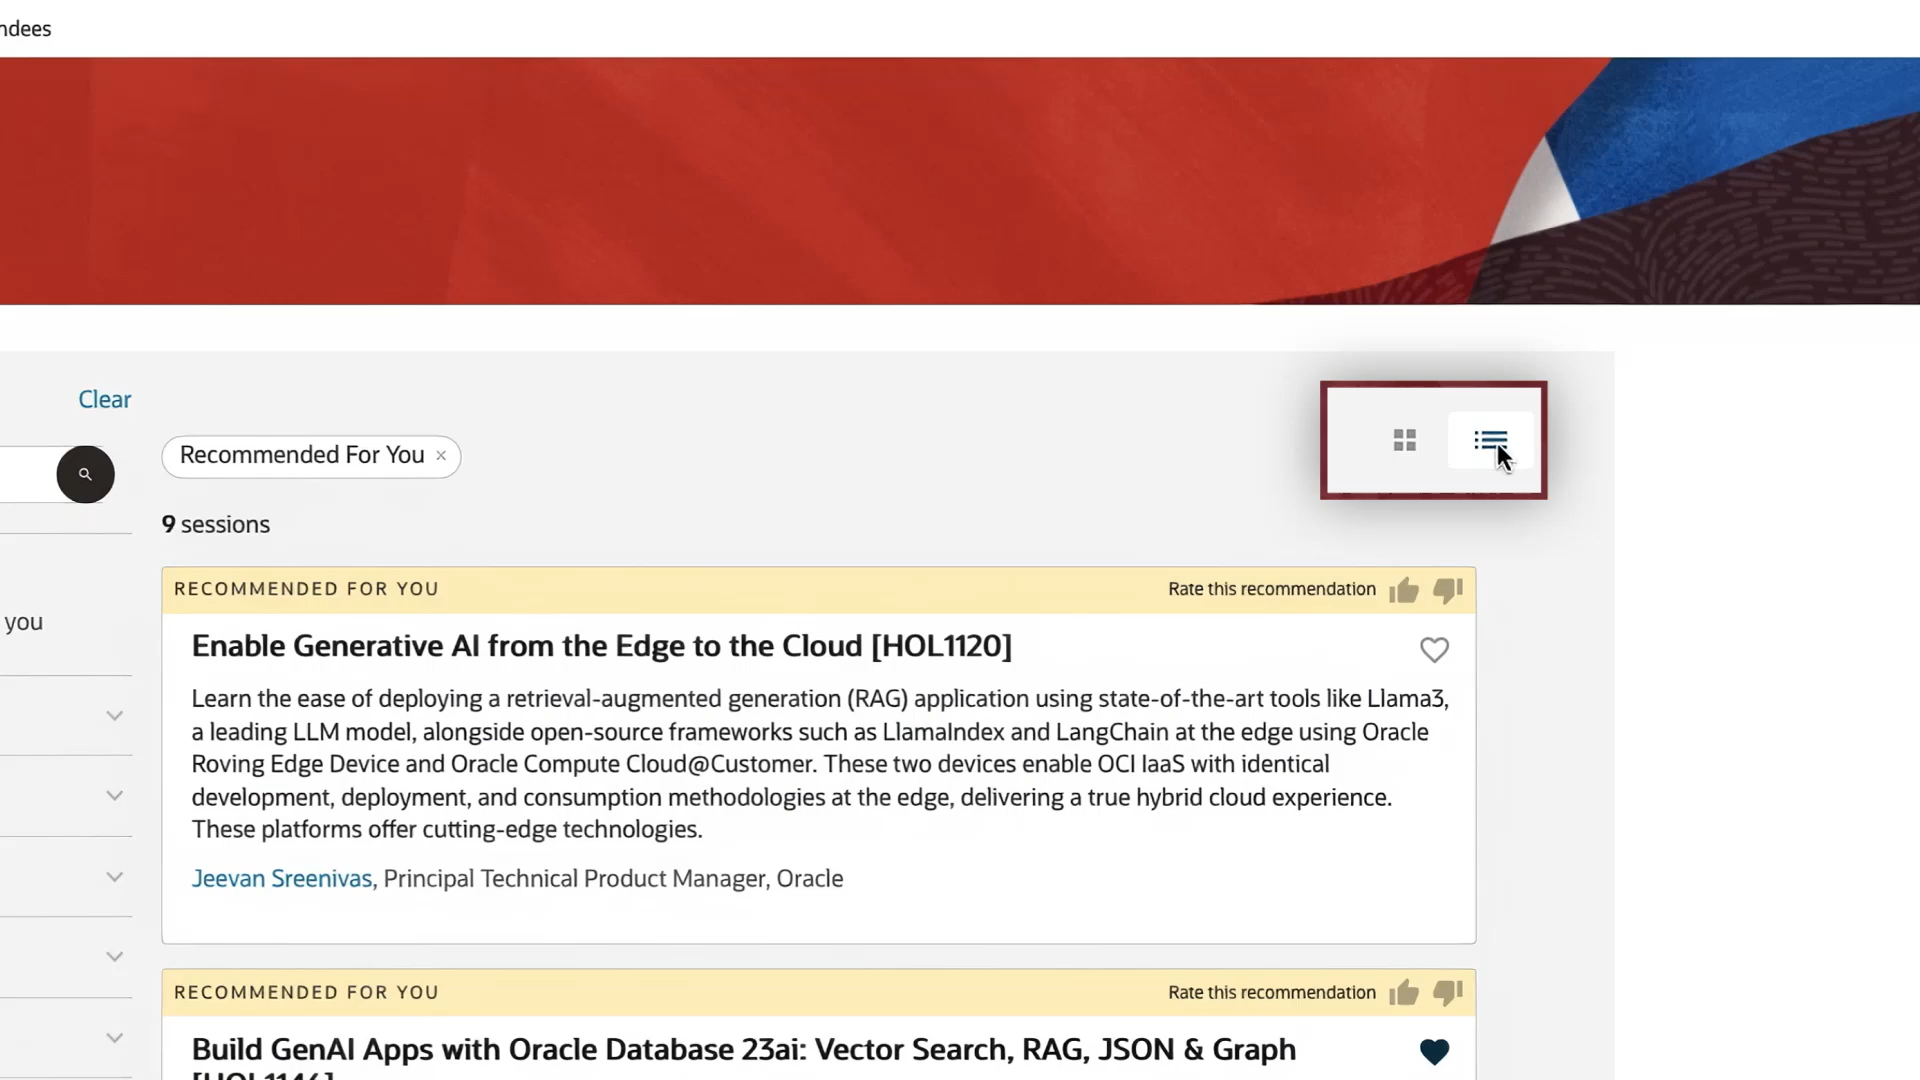 ndees
Clear
Recommended For You ×
9 sessions
you
RECOMMENDED FOR YOU
Rate this recommendation
Enable Generative AI from the Edge to the Cloud [HOL1120]
Learn the ease of deploying a retrieval-augmented generation (RAG) application using state-of-the-art tools like Llama3,
a leading LLM model, alongside open-source frameworks such as LlamaIndex and LangChain at the edge using Oracle
Roving Edge Device and Oracle Compute Cloud@Customer. These two devices enable OCI IaaS with identical
development, deployment, and consumption methodologies at the edge, delivering a true hybrid cloud experience.
These platforms offer cutting-edge technologies.
Jeevan Sreenivas, Principal Technical Product Manager, Oracle
RECOMMENDED FOR YOU
Rate this recommendation
Build GenAI Apps with Oracle Database 23ai: Vector Search, RAG, JSON & Graph